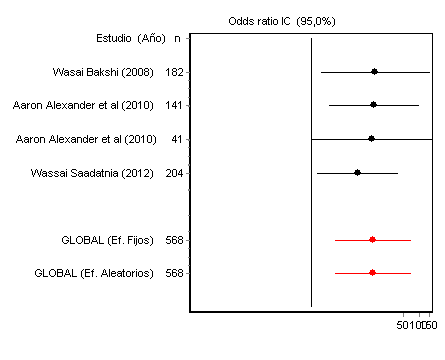 Odds ratio IC (95,0%)
Estudio (Año) n
Wasai Bakshi (2008) 182
Aaron Alexander et al (2010) 141
Aaron Alexander et al (2010) 41
Wassai Saadatnia (2012) 204
GLOBAL (Ef. Fijos) 568
GLOBAL (Ef. Aleatorios) 568